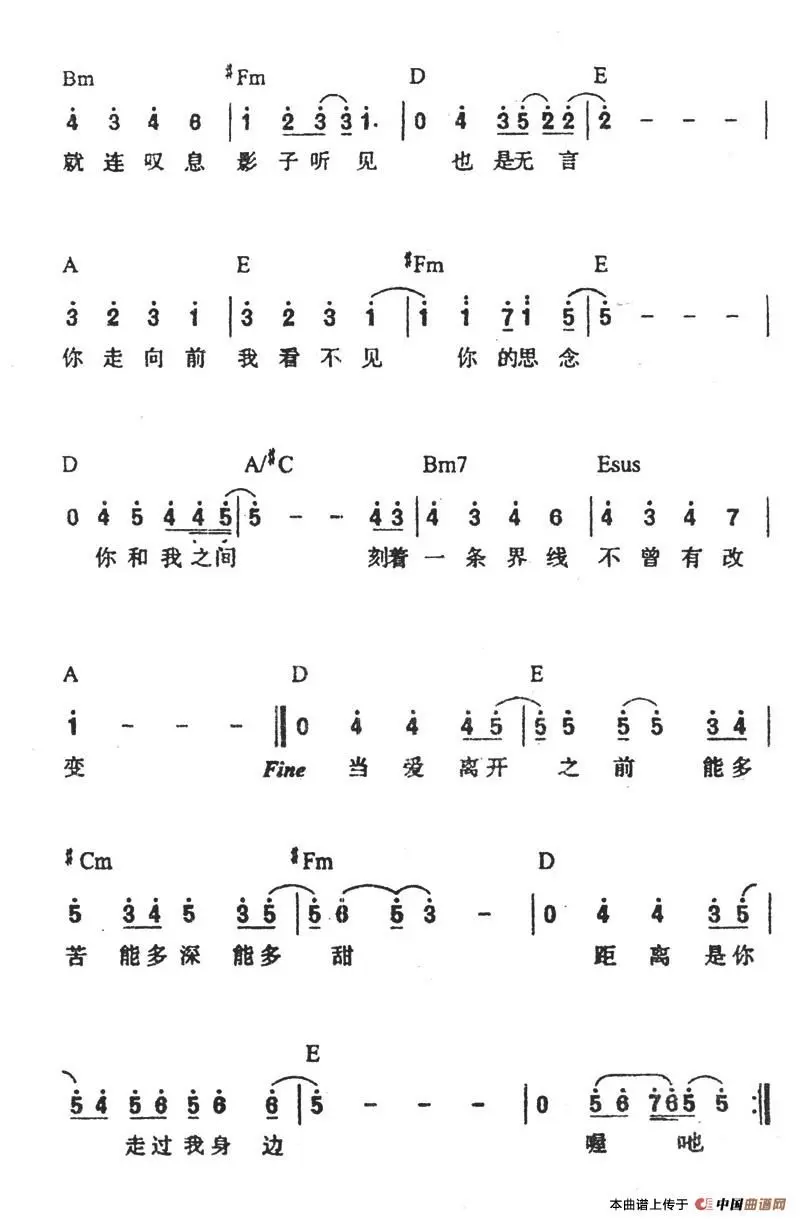 Bm #Fm D E
4 3 4 6 | 1 2 3 3 1. | 0 4 3 5 2 2 | 2 - - - |
就连叹息 影子听见 也是无言
A E #Fm E
3 2 3 1 | 3 2 3 1 | 1 1 7 1 5 | 5 - - - |
你走向前 我看不见 你的思念
D A/#C Bm7 Esus
0 4 5 4 4 5 | 5 - - 4 3 | 4 3 4 6 | 4 3 4 7 |
你和我之间 刻着一条界线 不曾有改
A D E
1 - - - || 0 4 4 4 5 | 5 5 5 5 3 4 |
变 Fine 当爱离开 之前能多
#Cm #Fm D
5 3 4 5 3 5 | 5 6 5 3 - | 0 4 4 3 5 |
苦能多深能多 甜 距离是你
E
5 4 5 6 5 6 6 | 5 - - - | 0 5 6 7 6 5 5 :||
走过我身边 喔吔
本曲谱上传于 中国曲谱网